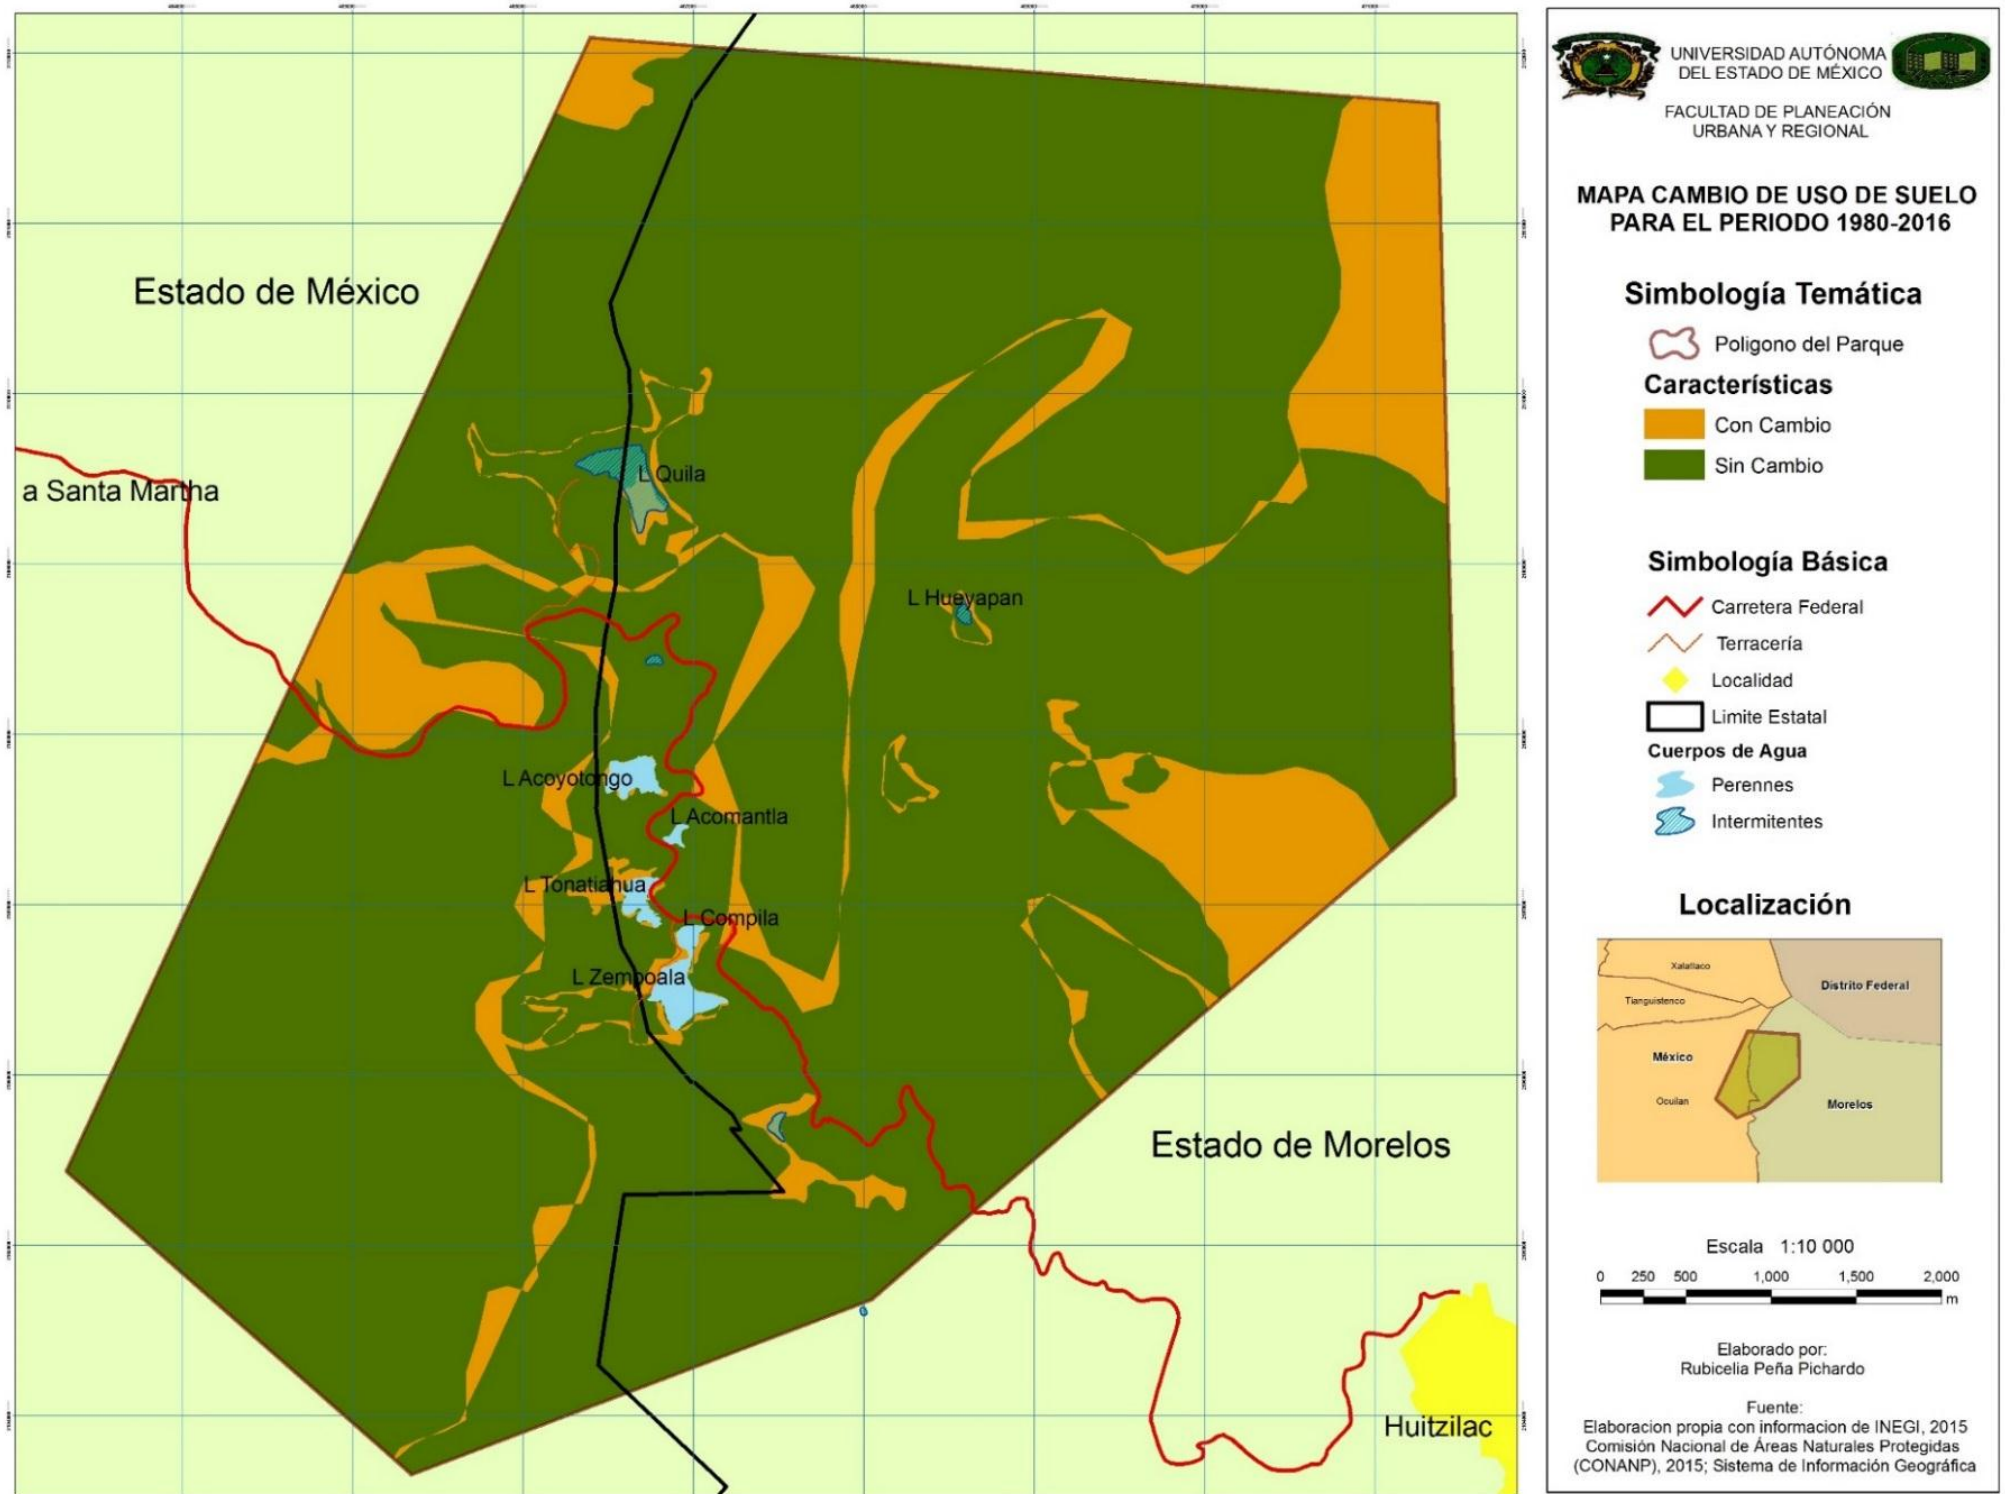 Estado de México
a Santa Martha
L Quila
L Hueyapan
L Acoyotongo
L Acomantla
L Tonatiahua
L Compila
L Zempoala
Estado de Morelos
Huitzilac
UNIVERSIDAD AUTÓNOMA
DEL ESTADO DE MÉXICO
FACULTAD DE PLANEACIÓN
URBANA Y REGIONAL
MAPA CAMBIO DE USO DE SUELO
PARA EL PERIODO 1980-2016
Simbología Temática
Poligono del Parque
Características
Con Cambio
Sin Cambio
Simbología Básica
Carretera Federal
Terracería
Localidad
Limite Estatal
Cuerpos de Agua
Perennes
Intermitentes
Localización
Xalatlaco
Distrito Federal
Tianguistenco
México
Ocuilan
Morelos
Escala 1:10 000
0 250 500 1,000 1,500 2,000
m
Elaborado por:
Rubicelia Peña Pichardo
Fuente:
Elaboracion propia con informacion de INEGI, 2015
Comisión Nacional de Áreas Naturales Protegidas
(CONANP), 2015; Sistema de Información Geográfica